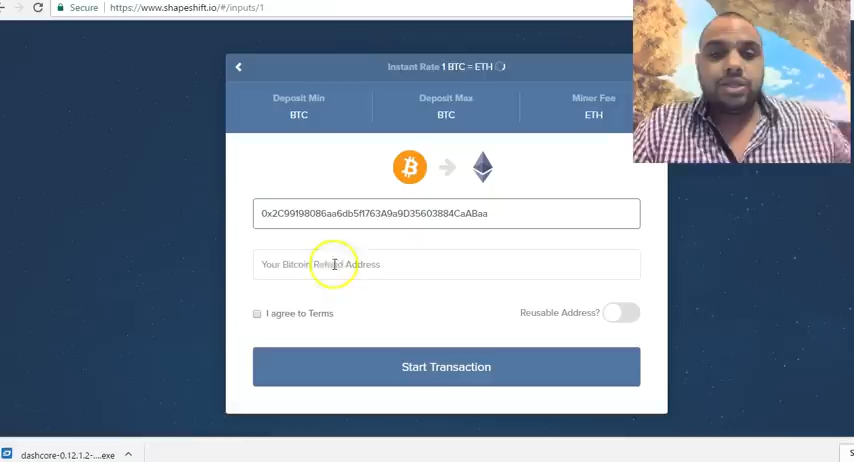 Secure https://www.shapeshift.io/#/inputs/1
Instant Rate 1 BTC = ETH
Deposit Min Deposit Max Miner Fee
BTC BTC ETH
0x2C99198086aa6db5f1763A9a9D35603884CaABaa
Your Bitcoin Refund Address
I agree to Terms Reusable Address?
Start Transaction
dashcore-0.12.1.2-....exe S